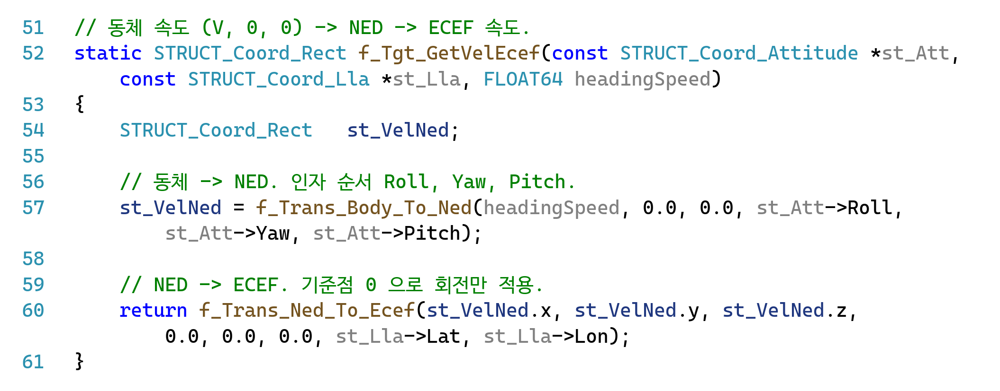 51 // 동체 속도 (V, 0, 0) -> NED -> ECEF 속도.
52 static STRUCT_Coord_Rect f_Tgt_GetVelEcef(const STRUCT_Coord_Attitude *st_Att,
const STRUCT_Coord_Lla *st_Lla, FLOAT64 headingSpeed)
53 {
54 STRUCT_Coord_Rect st_VelNed;
55
56 // 동체 -> NED. 인자 순서 Roll, Yaw, Pitch.
57 st_VelNed = f_Trans_Body_To_Ned(headingSpeed, 0.0, 0.0, st_Att->Roll,
st_Att->Yaw, st_Att->Pitch);
58
59 // NED -> ECEF. 기준점 0 으로 회전만 적용.
60 return f_Trans_Ned_To_Ecef(st_VelNed.x, st_VelNed.y, st_VelNed.z,
0.0, 0.0, 0.0, st_Lla->Lat, st_Lla->Lon);
61 }